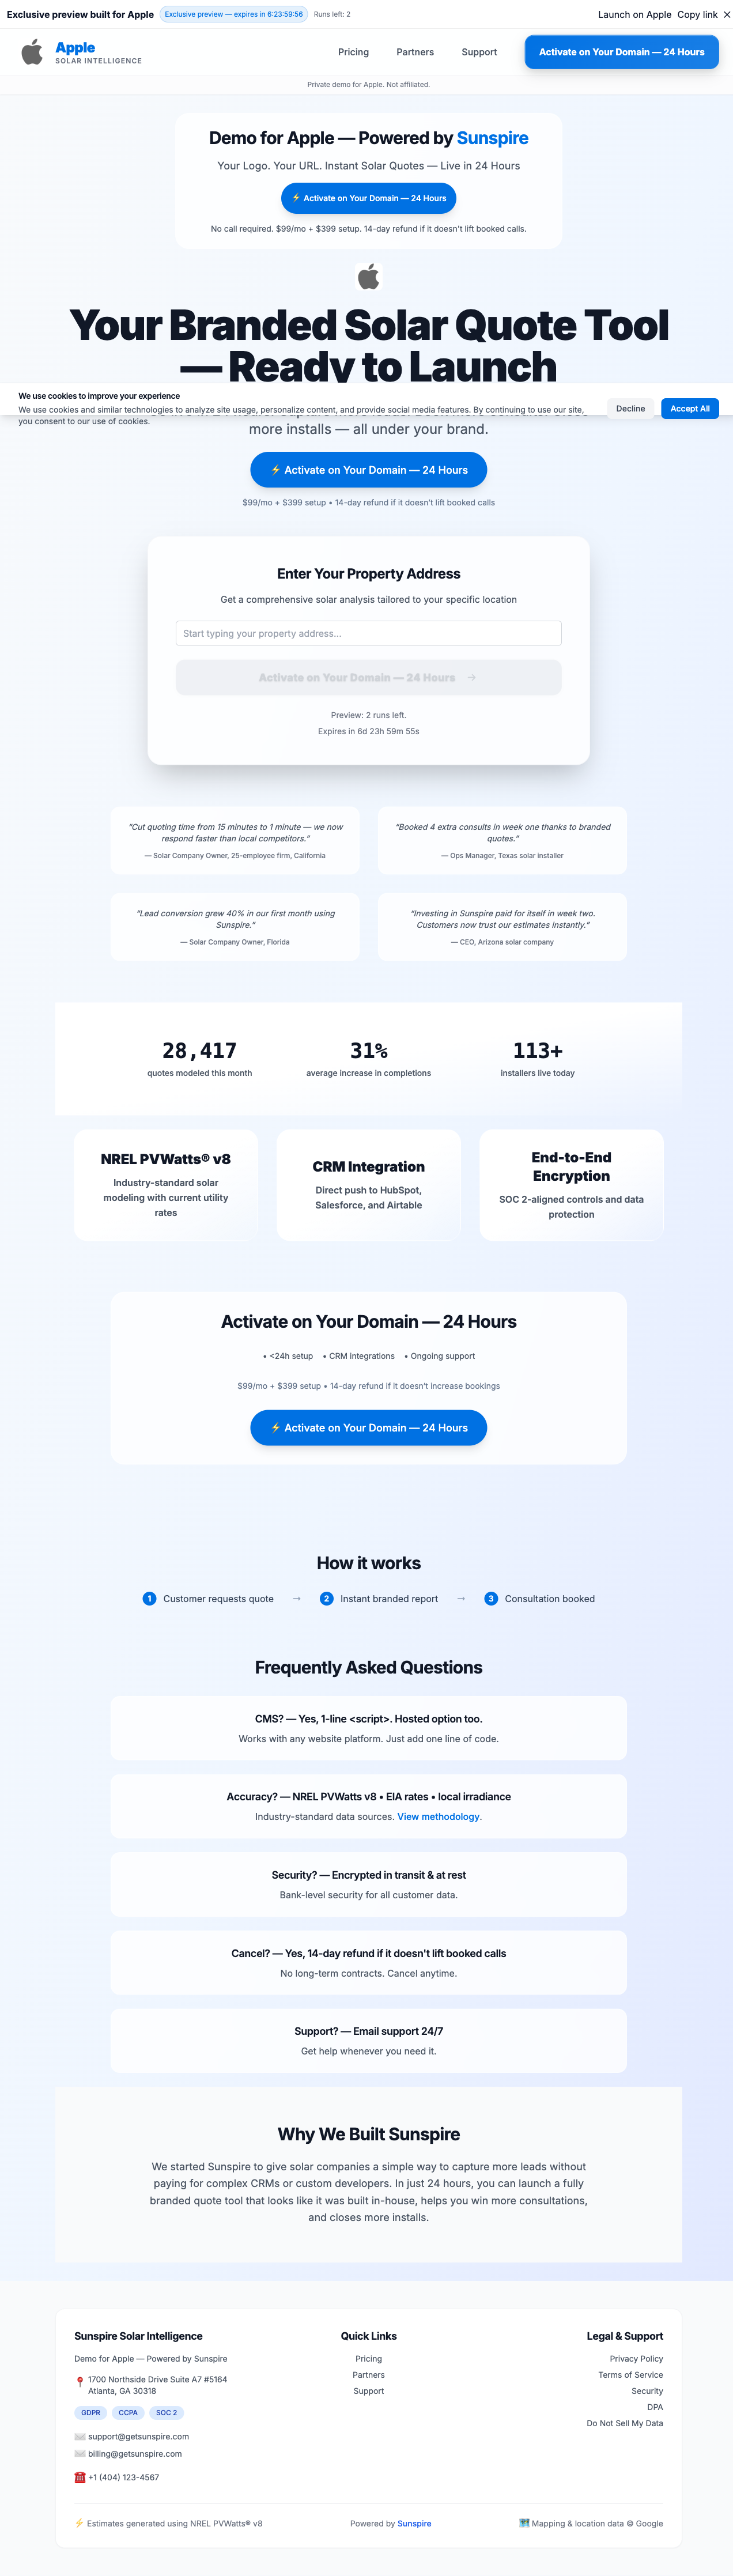 Exclusive preview built for Apple
Exclusive preview — expires in 6:23:59:56
Runs left: 2
Launch on Apple
Copy link
Apple
SOLAR INTELLIGENCE
Pricing
Partners
Support
Activate on Your Domain — 24 Hours
Private demo for Apple. Not affiliated.
Demo for Apple — Powered by Sunspire
Your Logo. Your URL. Instant Solar Quotes — Live in 24 Hours
⚡ Activate on Your Domain — 24 Hours
No call required. $99/mo + $399 setup. 14-day refund if it doesn't lift booked calls.
Your Branded Solar Quote Tool
— Ready to Launch
We use cookies to improve your experience
We use cookies and similar technologies to analyze site usage, personalize content, and provide social media features. By continuing to use our site,
you consent to our use of cookies.
Decline
Accept All
more installs — all under your brand.
⚡ Activate on Your Domain — 24 Hours
$99/mo + $399 setup • 14-day refund if it doesn't lift booked calls
Enter Your Property Address
Get a comprehensive solar analysis tailored to your specific location
Start typing your property address...
Activate on Your Domain — 24 Hours →
Preview: 2 runs left.
Expires in 6d 23h 59m 55s
"Cut quoting time from 15 minutes to 1 minute — we now
respond faster than local competitors."
— Solar Company Owner, 25-employee firm, California
"Booked 4 extra consults in week one thanks to branded
quotes."
— Ops Manager, Texas solar installer
"Lead conversion grew 40% in our first month using
Sunspire."
— Solar Company Owner, Florida
"Investing in Sunspire paid for itself in week two.
Customers now trust our estimates instantly."
— CEO, Arizona solar company
28,417
quotes modeled this month
31%
average increase in completions
113+
installers live today
NREL PVWatts® v8
Industry-standard solar
modeling with current utility
rates
CRM Integration
Direct push to HubSpot,
Salesforce, and Airtable
End-to-End
Encryption
SOC 2-aligned controls and data
protection
Activate on Your Domain — 24 Hours
• <24h setup • CRM integrations • Ongoing support
$99/mo + $399 setup • 14-day refund if it doesn't increase bookings
⚡ Activate on Your Domain — 24 Hours
How it works
1 Customer requests quote → 2 Instant branded report → 3 Consultation booked
Frequently Asked Questions
CMS? — Yes, 1-line <script>. Hosted option too.
Works with any website platform. Just add one line of code.
Accuracy? — NREL PVWatts v8 • EIA rates • local irradiance
Industry-standard data sources. View methodology.
Security? — Encrypted in transit & at rest
Bank-level security for all customer data.
Cancel? — Yes, 14-day refund if it doesn't lift booked calls
No long-term contracts. Cancel anytime.
Support? — Email support 24/7
Get help whenever you need it.
Why We Built Sunspire
We started Sunspire to give solar companies a simple way to capture more leads without
paying for complex CRMs or custom developers. In just 24 hours, you can launch a fully
branded quote tool that looks like it was built in-house, helps you win more consultations,
and closes more installs.
Sunspire Solar Intelligence
Demo for Apple — Powered by Sunspire
1700 Northside Drive Suite A7 #5164
Atlanta, GA 30318
GDPR
CCPA
SOC 2
support@getsunspire.com
billing@getsunspire.com
+1 (404) 123-4567
Quick Links
Pricing
Partners
Support
Legal & Support
Privacy Policy
Terms of Service
Security
DPA
Do Not Sell My Data
⚡ Estimates generated using NREL PVWatts® v8
Powered by Sunspire
Mapping & location data © Google